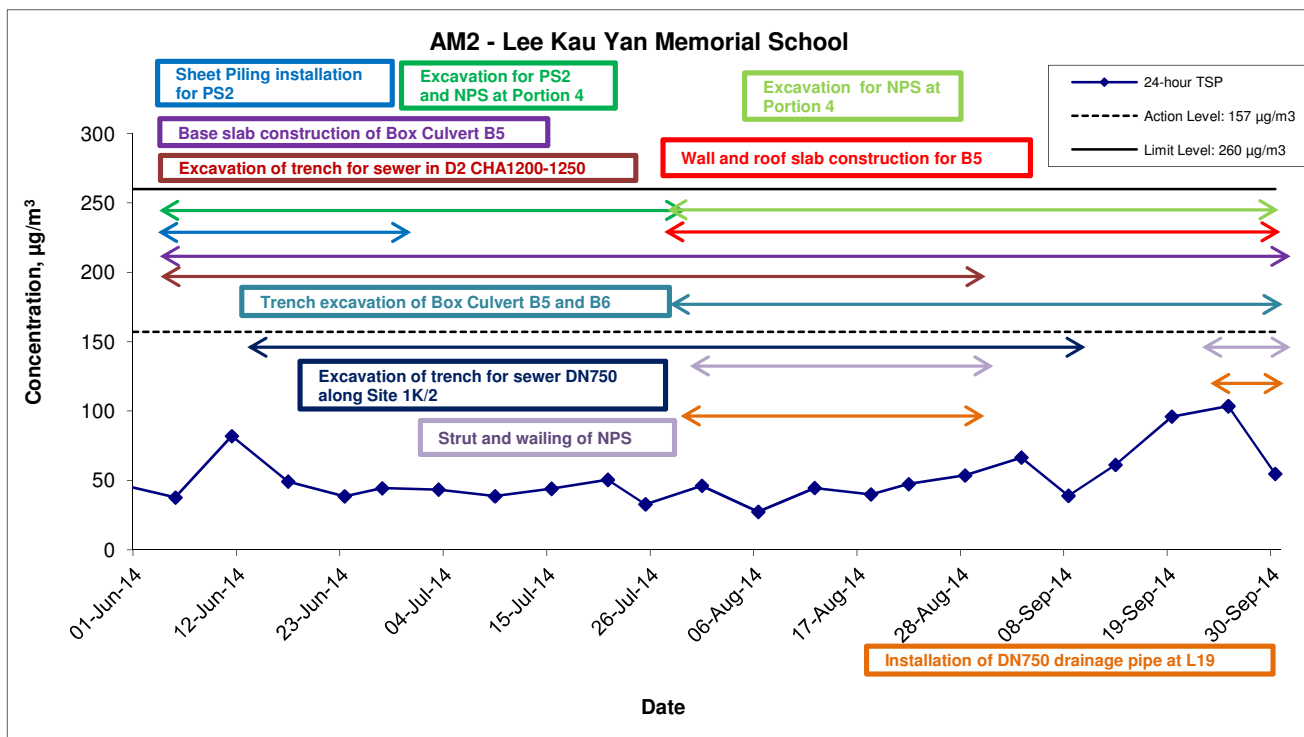 AM2 - Lee Kau Yan Memorial School
Sheet Piling installation
for PS2
Excavation for PS2
and NPS at Portion 4
Excavation for NPS at
Portion 4
24-hour TSP
Action Level: 157 µg/m3
Limit Level: 260 µg/m3
Base slab construction of Box Culvert B5
Excavation of trench for sewer in D2 CHA1200-1250
Wall and roof slab construction for B5
Trench excavation of Box Culvert B5 and B6
Excavation of trench for sewer DN750
along Site 1K/2
Strut and wailing of NPS
Concentration, µg/m³
300
250
200
150
100
50
0
01-Jun-14
12-Jun-14
23-Jun-14
04-Jul-14
15-Jul-14
26-Jul-14
06-Aug-14
17-Aug-14
28-Aug-14
08-Sep-14
19-Sep-14
30-Sep-14
Installation of DN750 drainage pipe at L19
Date